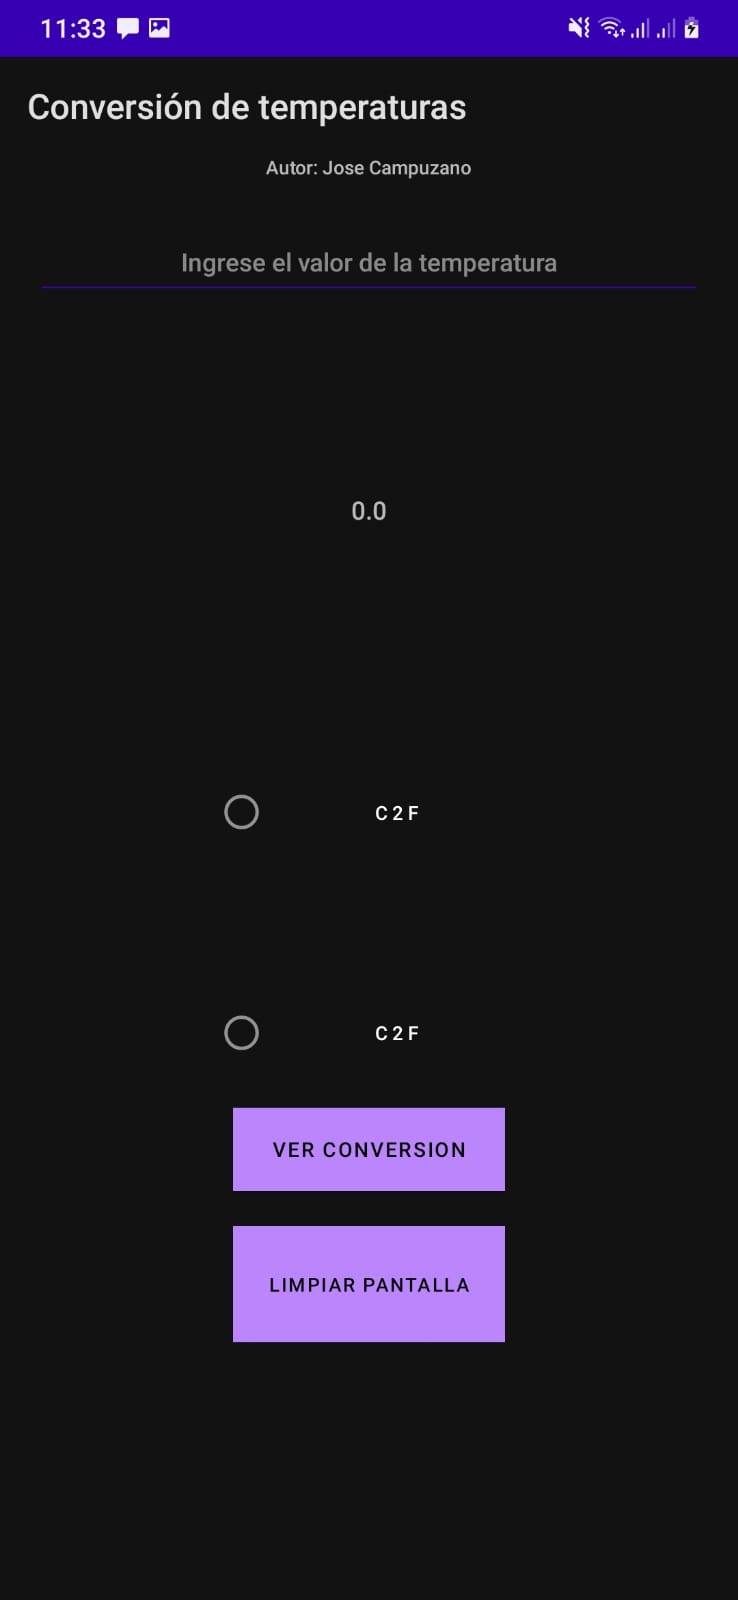 11:33
Conversión de temperaturas
Autor: Jose Campuzano
Ingrese el valor de la temperatura
0.0
C2F
C2F
VER CONVERSION
LIMPIAR PANTALLA